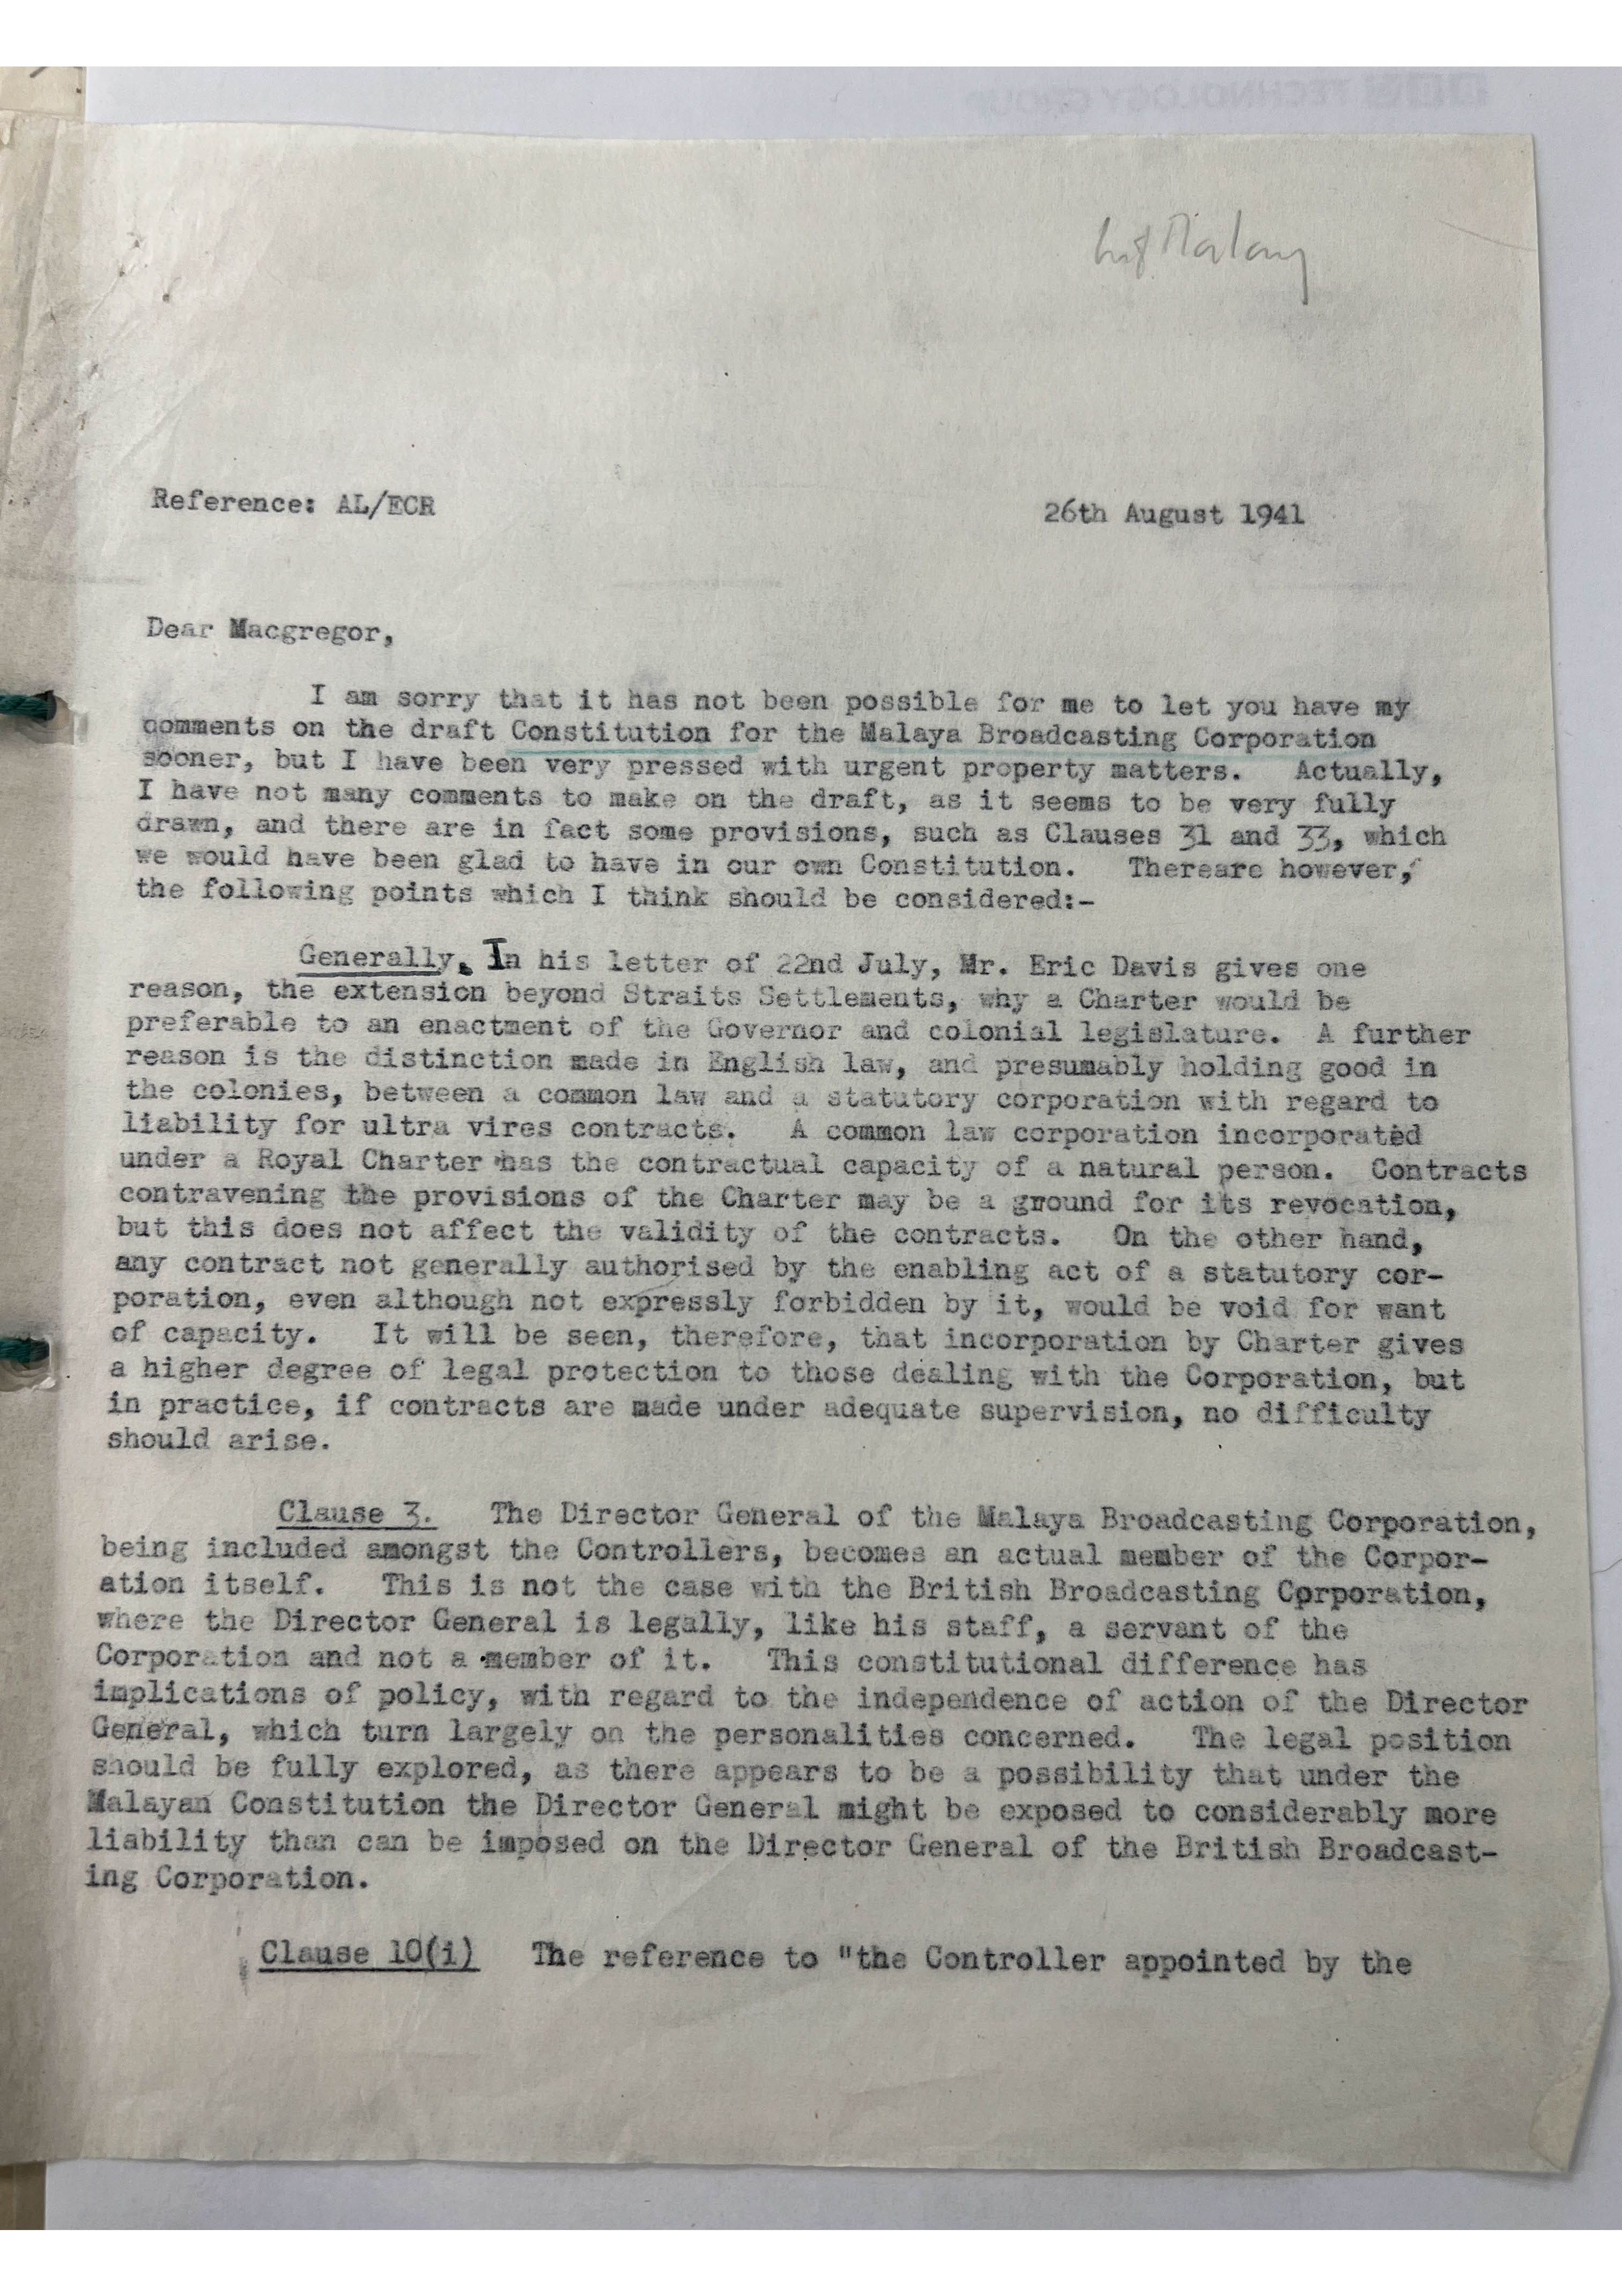 TECHNOLOGY GROUP
Malay
Reference: AL/ECR
26th August 1941
Dear Macgregor,
I am sorry that it has not been possible for me to let you have my
comments on the draft Constitution for the Malaya Broadcasting Corporation
sooner, but I have been very pressed with urgent property matters. Actually,
I have not many comments to make on the draft, as it seems to be very fully
drawn, and there are in fact some provisions, such as Clauses 31 and 33, which
we would have been glad to have in our own Constitution. Thereare however,
the following points which I think should be considered:-
Generally. In his letter of 22nd July, Mr. Eric Davis gives one
reason, the extension beyond Straits Settlements, why a Charter would be
preferable to an enactment of the Governor and colonial legislature. A further
reason is the distinction made in English law, and presumably holding good in
the colonies, between a common law and a statutory corporation with regard to
liability for ultra vires contracts. A common law corporation incorporated
under a Royal Charter has the contractual capacity of a natural person. Contracts
contravening the provisions of the Charter may be a ground for its revocation,
but this does not affect the validity of the contracts. On the other hand,
any contract not generally authorised by the enabling act of a statutory cor-
poration, even although not expressly forbidden by it, would be void for want
of capacity. It will be seen, therefore, that incorporation by Charter gives
a higher degree of legal protection to those dealing with the Corporation, but
in practice, if contracts are made under adequate supervision, no difficulty
should arise.
Clause 3. The Director General of the Malaya Broadcasting Corporation,
being included amongst the Controllers, becomes an actual member of the Corpor-
ation itself. This is not the case with the British Broadcasting Corporation,
where the Director General is legally, like his staff, a servant of the
Corporation and not a member of it. This constitutional difference has
implications of policy, with regard to the independence of action of the Director
General, which turn largely on the personalities concerned. The legal position
should be fully explored, as there appears to be a possibility that under the
Malayan Constitution the Director General might be exposed to considerably more
liability than can be imposed on the Director General of the British Broadcast-
ing Corporation.
Clause 10(i) The reference to "the Controller appointed by the